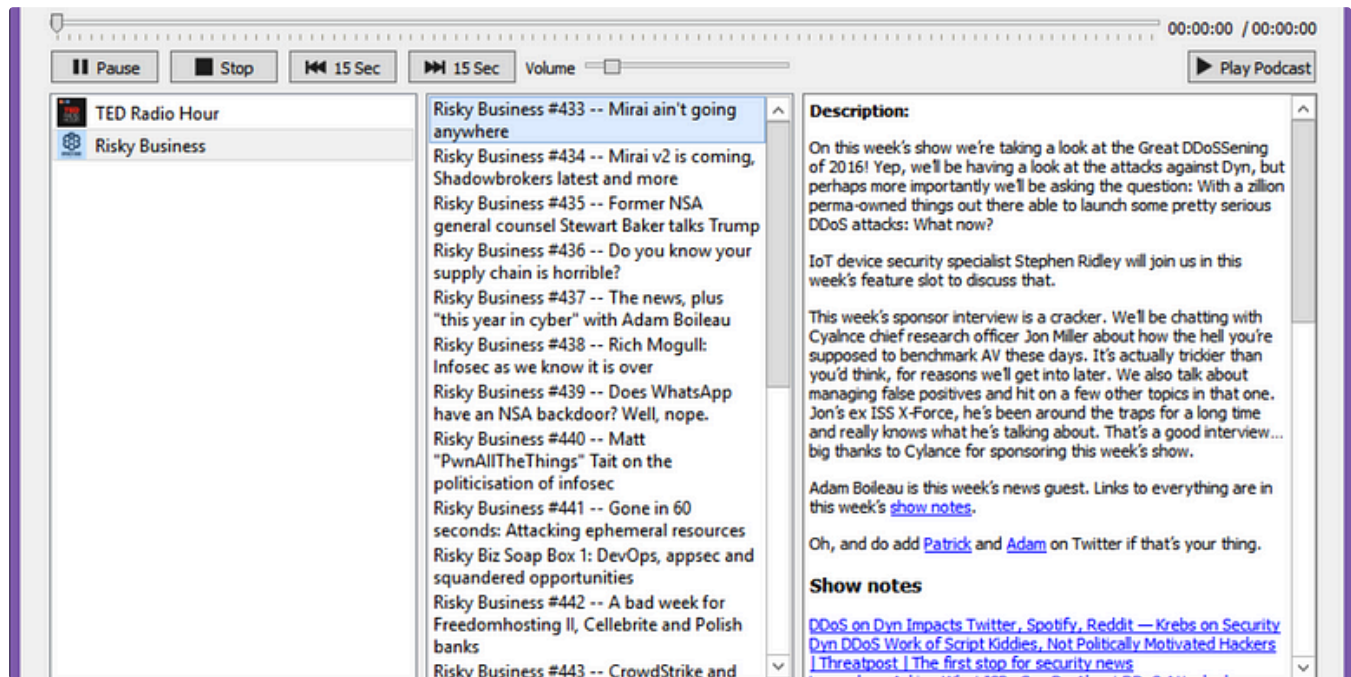 00:00:00 / 00:00:00
Pause
Stop
15 Sec
15 Sec
Volume
Play Podcast
TED Radio Hour
Risky Business
Risky Business #433 -- Mirai ain't going
anywhere
Risky Business #434 -- Mirai v2 is coming,
Shadowbrokers latest and more
Risky Business #435 -- Former NSA
general counsel Stewart Baker talks Trump
Risky Business #436 -- Do you know your
supply chain is horrible?
Risky Business #437 -- The news, plus
"this year in cyber" with Adam Boileau
Risky Business #438 -- Rich Mogull:
Infosec as we know it is over
Risky Business #439 -- Does WhatsApp
have an NSA backdoor? Well, nope.
Risky Business #440 -- Matt
"PwnAllTheThings" Tait on the
politicisation of infosec
Risky Business #441 -- Gone in 60
seconds: Attacking ephemeral resources
Risky Biz Soap Box 1: DevOps, appsec and
squandered opportunities
Risky Business #442 -- A bad week for
Freedomhosting II, Cellebrite and Polish
banks
Risky Business #443 -- CrowdStrike and
Description:
On this week's show we're taking a look at the Great DDoSSening
of 2016! Yep, we'll be having a look at the attacks against Dyn, but
perhaps more importantly we'll be asking the question: With a zillion
perma-owned things out there able to launch some pretty serious
DDoS attacks: What now?
IoT device security specialist Stephen Ridley will join us in this
week's feature slot to discuss that.
This week's sponsor interview is a cracker. We'll be chatting with
Cyalnce chief research officer Jon Miller about how the hell you're
supposed to benchmark AV these days. It's actually trickier than
you'd think, for reasons we'll get into later. We also talk about
managing false positives and hit on a few other topics in that one.
Jon's ex ISS X-Force, he's been around the traps for a long time
and really knows what he's talking about. That's a good interview...
big thanks to Cylance for sponsoring this week's show.
Adam Boileau is this week's news guest. Links to everything are in
this week's show notes.
Oh, and do add Patrick and Adam on Twitter if that's your thing.
Show notes
DDoS on Dyn Impacts Twitter, Spotify, Reddit — Krebs on Security
Dyn DDoS Work of Script Kiddies, Not Politically Motivated Hackers
| Threatpost | The first stop for security news